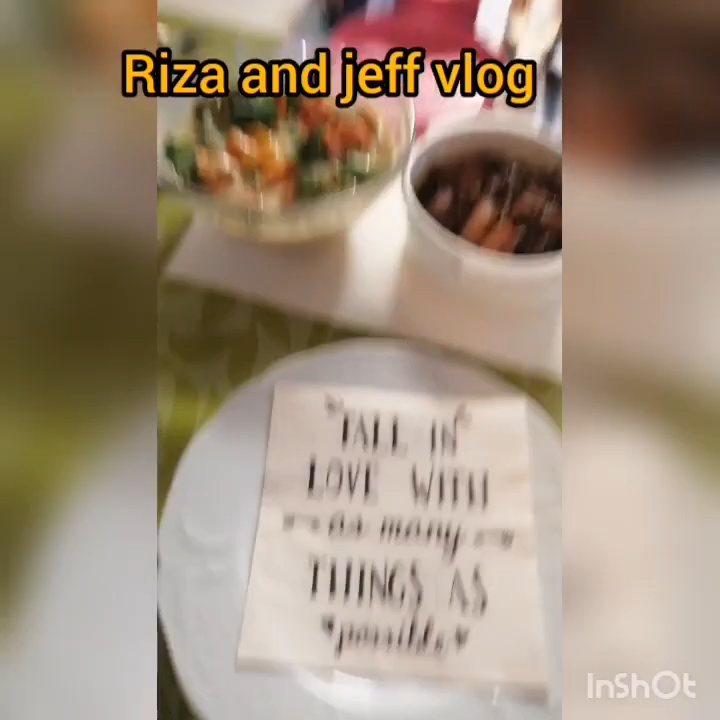 Riza and jeff vlog
FALL IN
LOVE WITH
as many
THINGS AS
possible
InShOt